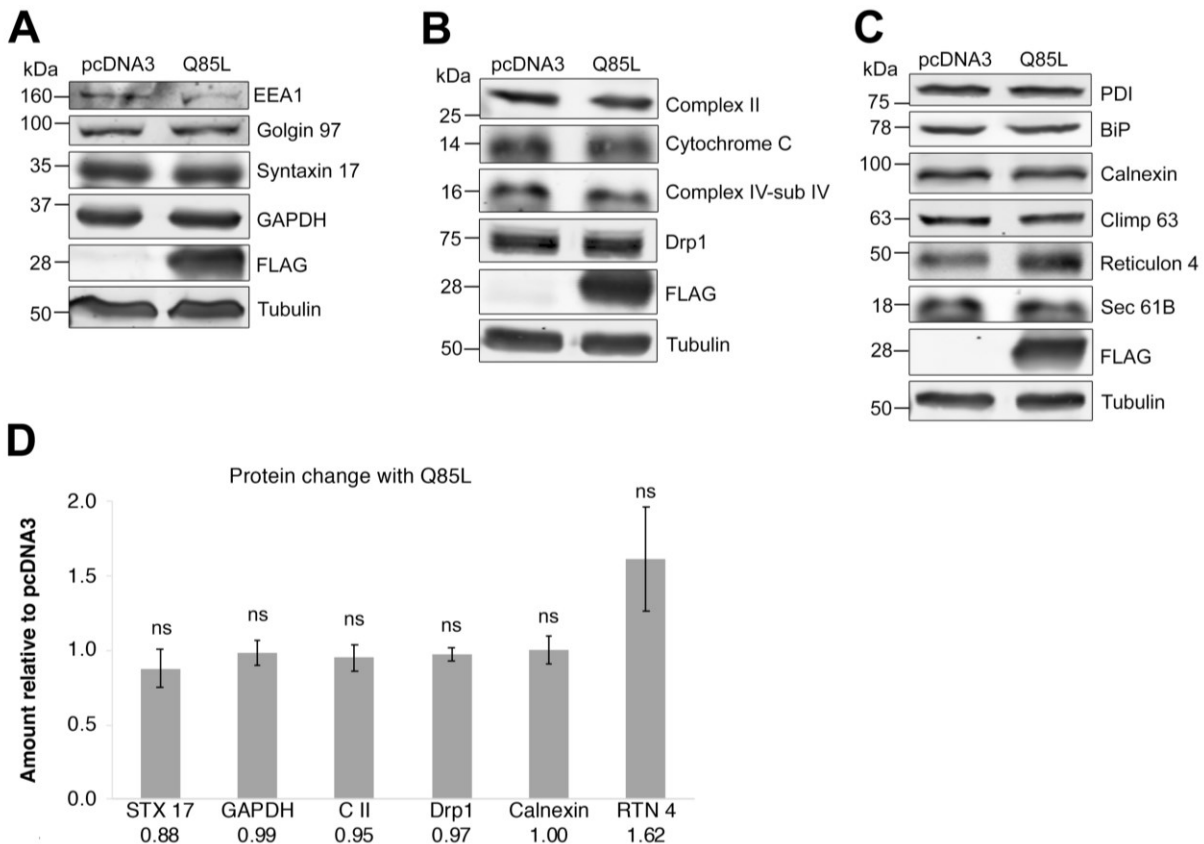 A
kDa pcDNA3 Q85L
160 EEA1
100 Golgin 97
35 Syntaxin 17
37 GAPDH
28 FLAG
50 Tubulin
B
kDa pcDNA3 Q85L
25 Complex II
14 Cytochrome C
16 Complex IV-sub IV
75 Drp1
28 FLAG
50 Tubulin
C
kDa pcDNA3 Q85L
75 PDI
78 BiP
100 Calnexin
63 Climp 63
50 Reticulon 4
18 Sec 61B
28 FLAG
50 Tubulin
D
Protein change with Q85L
Amount relative to pcDNA3
2.0
1.5
1.0
0.5
0.0
ns ns ns ns ns ns
STX 17 GAPDH C II Drp1 Calnexin RTN 4
0.88 0.99 0.95 0.97 1.00 1.62